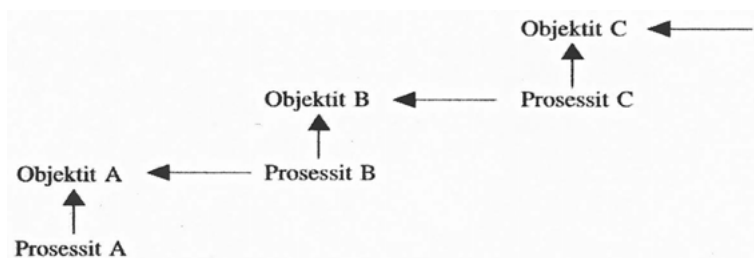 Objektit C
Objektit B
Prosessit C
Objektit A
Prosessit B
Prosessit A